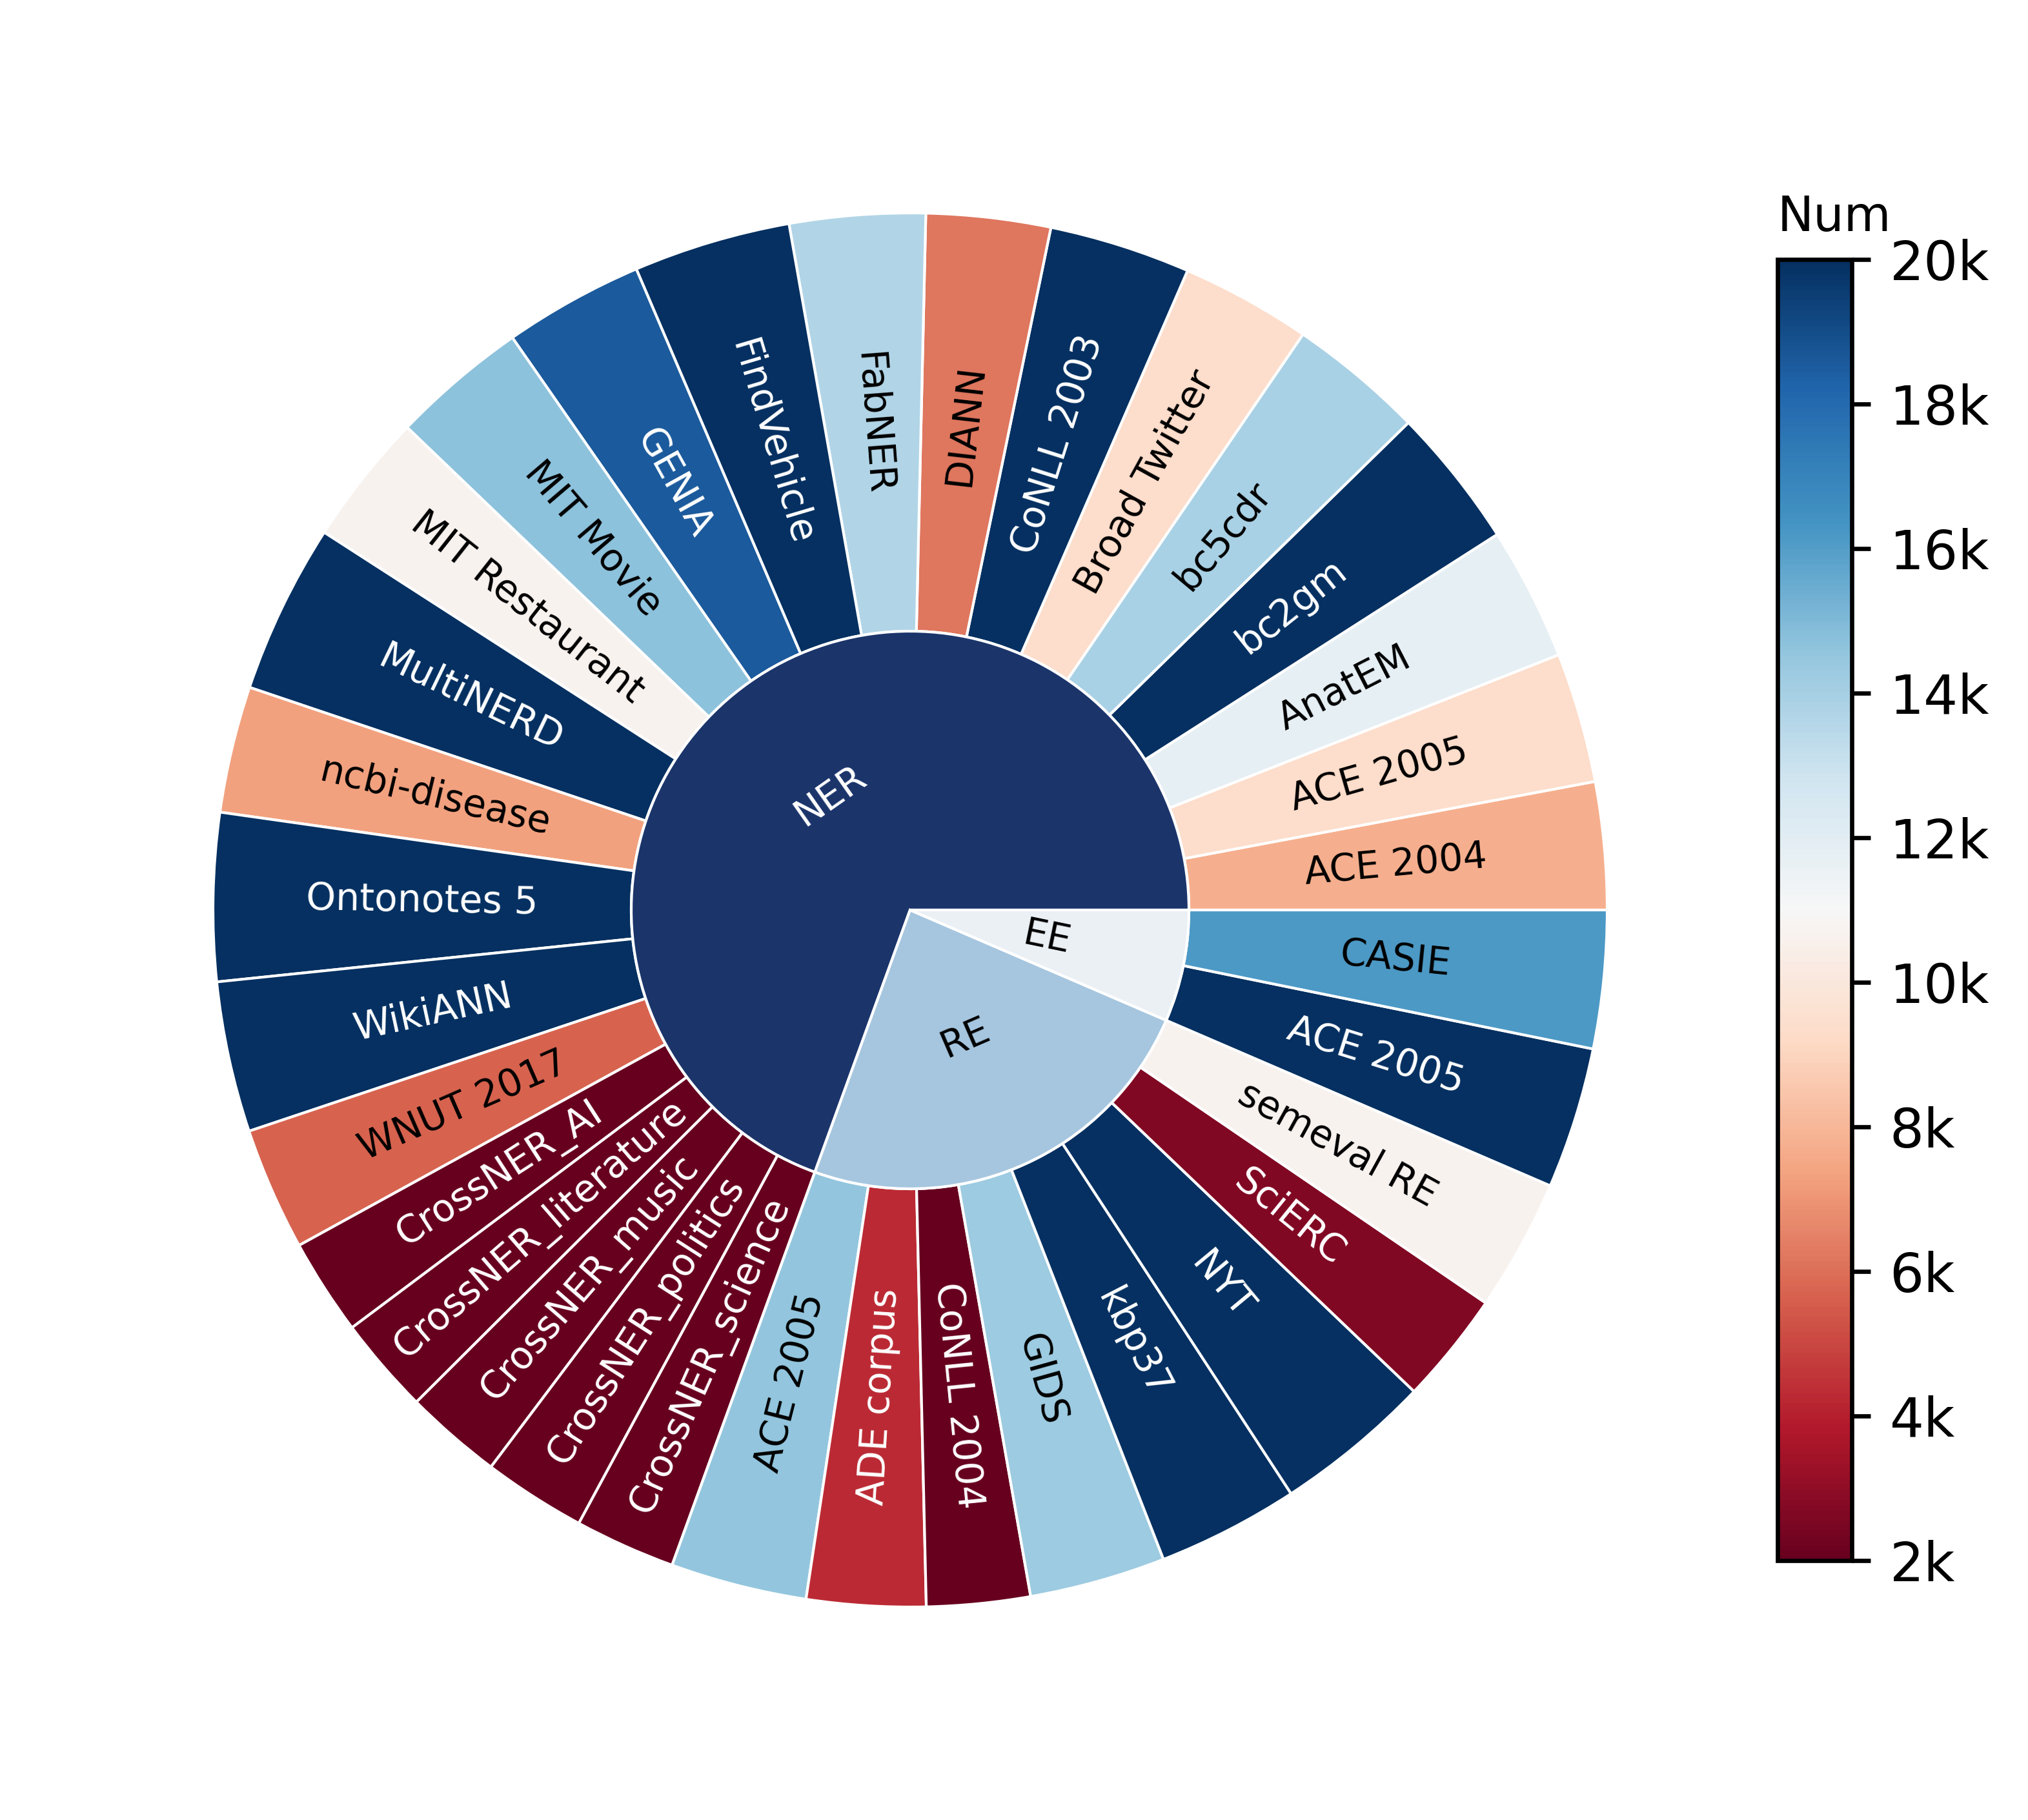 NER
RE
EE
ACE 2004
ACE 2005
AnatEM
bc2gm
bc5cdr
Broad Twitter
CoNLL 2003
DIANN
FabNER
FindVehicle
GENIA
MIT Movie
MIT Restaurant
MultiNERD
ncbi-disease
Ontonotes 5
WikiANN
WNUT 2017
CrossNER_AI
CrossNER_literature
CrossNER_music
CrossNER_politics
CrossNER_science
ACE 2005
ADE corpus
CoNLL 2004
GIDS
kbp37
NYT
SciERC
semeval RE
ACE 2005
CASIE
Num
20k
18k
16k
14k
12k
10k
8k
6k
4k
2k